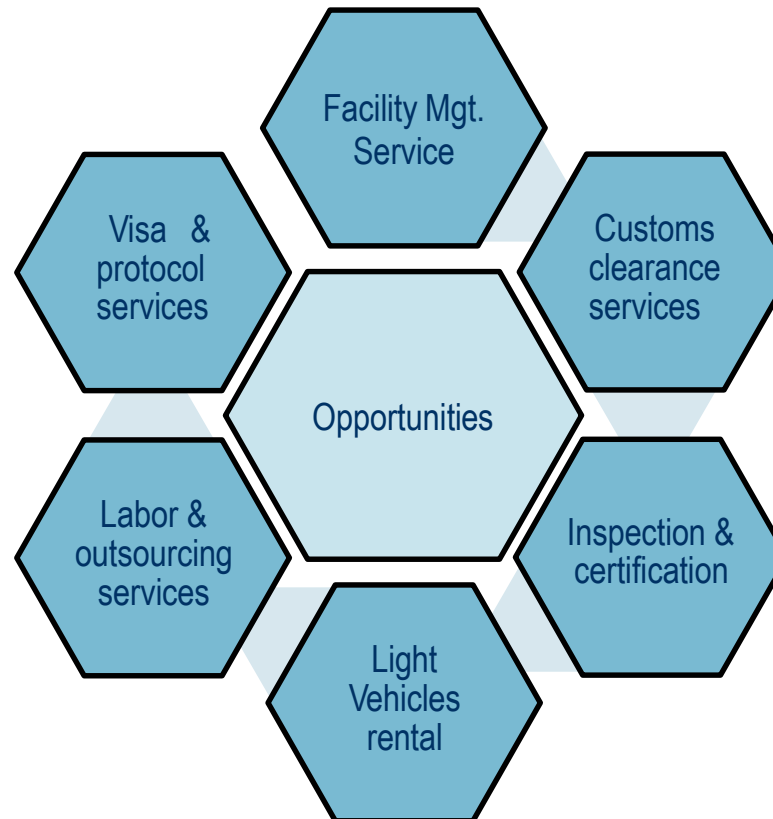 Facility Mgt.
Service
Customs
clearance
services
Inspection &
certification
Light
Vehicles
rental
Labor &
outsourcing
services
Visa & 
protocol
services
Opportunities